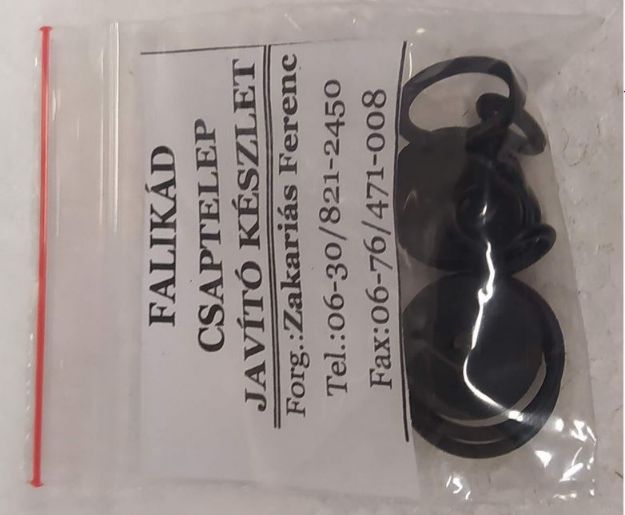 FALIKÁD
CSAPTELEP
JAVÍTÓ KÉSZLET
Forg.:Zakariás Ferenc
Tel.:06-30/821-2450
Fax:06-76/471-008